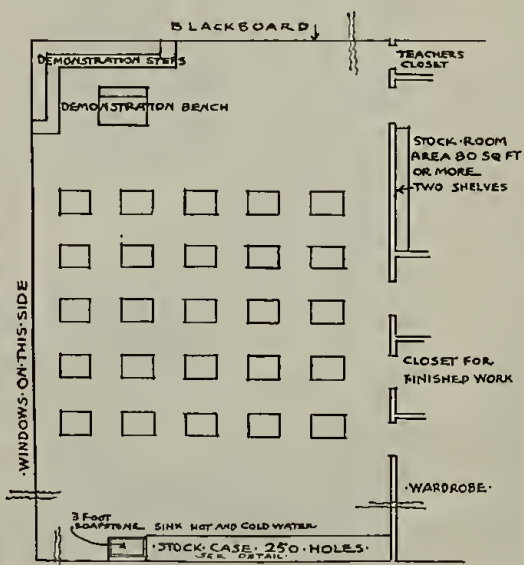 BLACKBOARD
DEMONSTRATION STEPS
TEACHERS
CLOSET
DEMONSTRATION BENCH
STOCK·ROOM
AREA 80 SQ FT
OR MORE
TWO SHELVES
·WINDOWS·ON·THIS·SIDE
CLOSET FOR
FINISHED WORK
·WARDROBE·
3 FOOT
SOAPSTONE SINK HOT AND COLD WATER
·STOCK·CASE·250·HOLES·
SEE DETAIL·